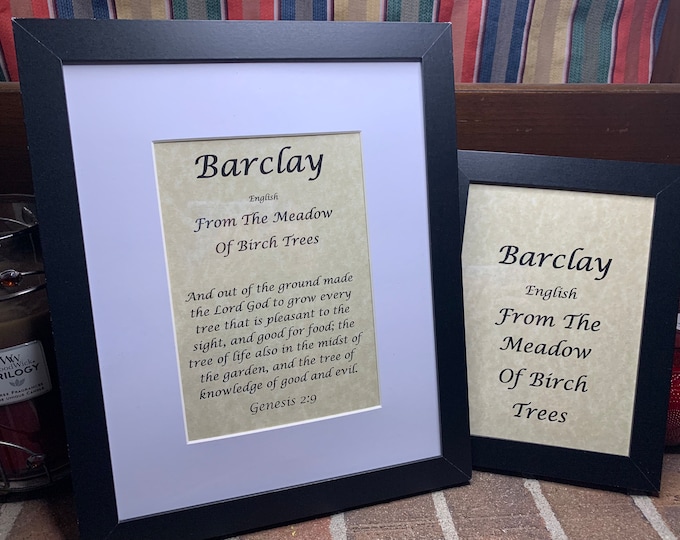 Barclay
English
From The Meadow
Of Birch Trees
And out of the ground made
the Lord God to grow every
tree that is pleasant to the
sight, and good for food; the
tree of life also in the midst of
the garden, and the tree of
knowledge of good and evil.
Genesis 2:9
Barclay
English
From The
Meadow
Of Birch
Trees
TRILOGY